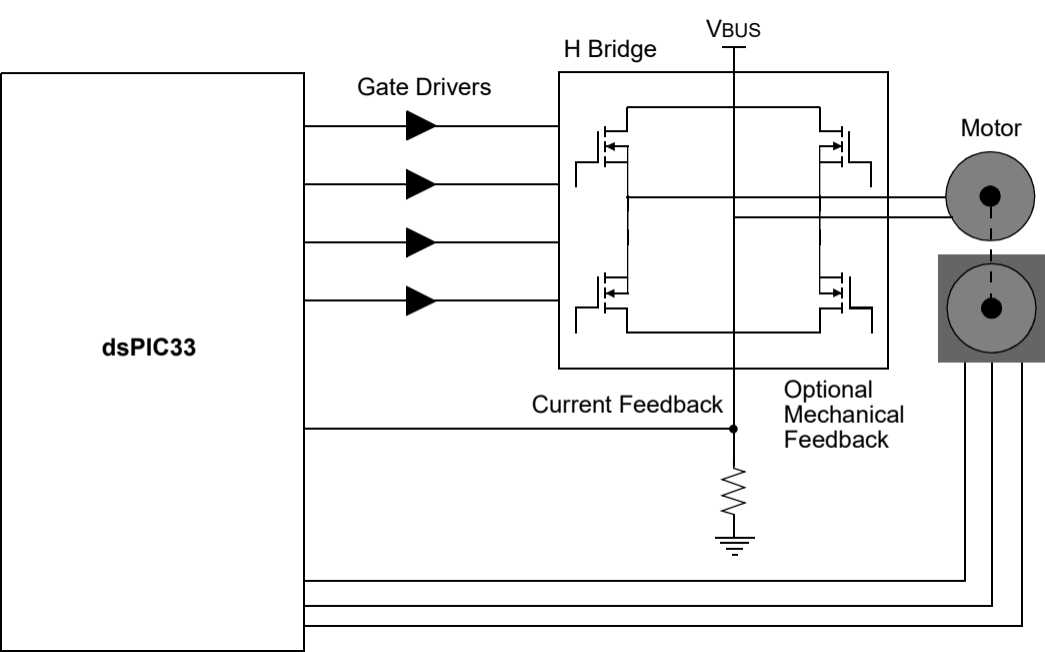 VBUS
H Bridge
Gate Drivers
Motor
dsPIC33
Current Feedback
Optional
Mechanical
Feedback